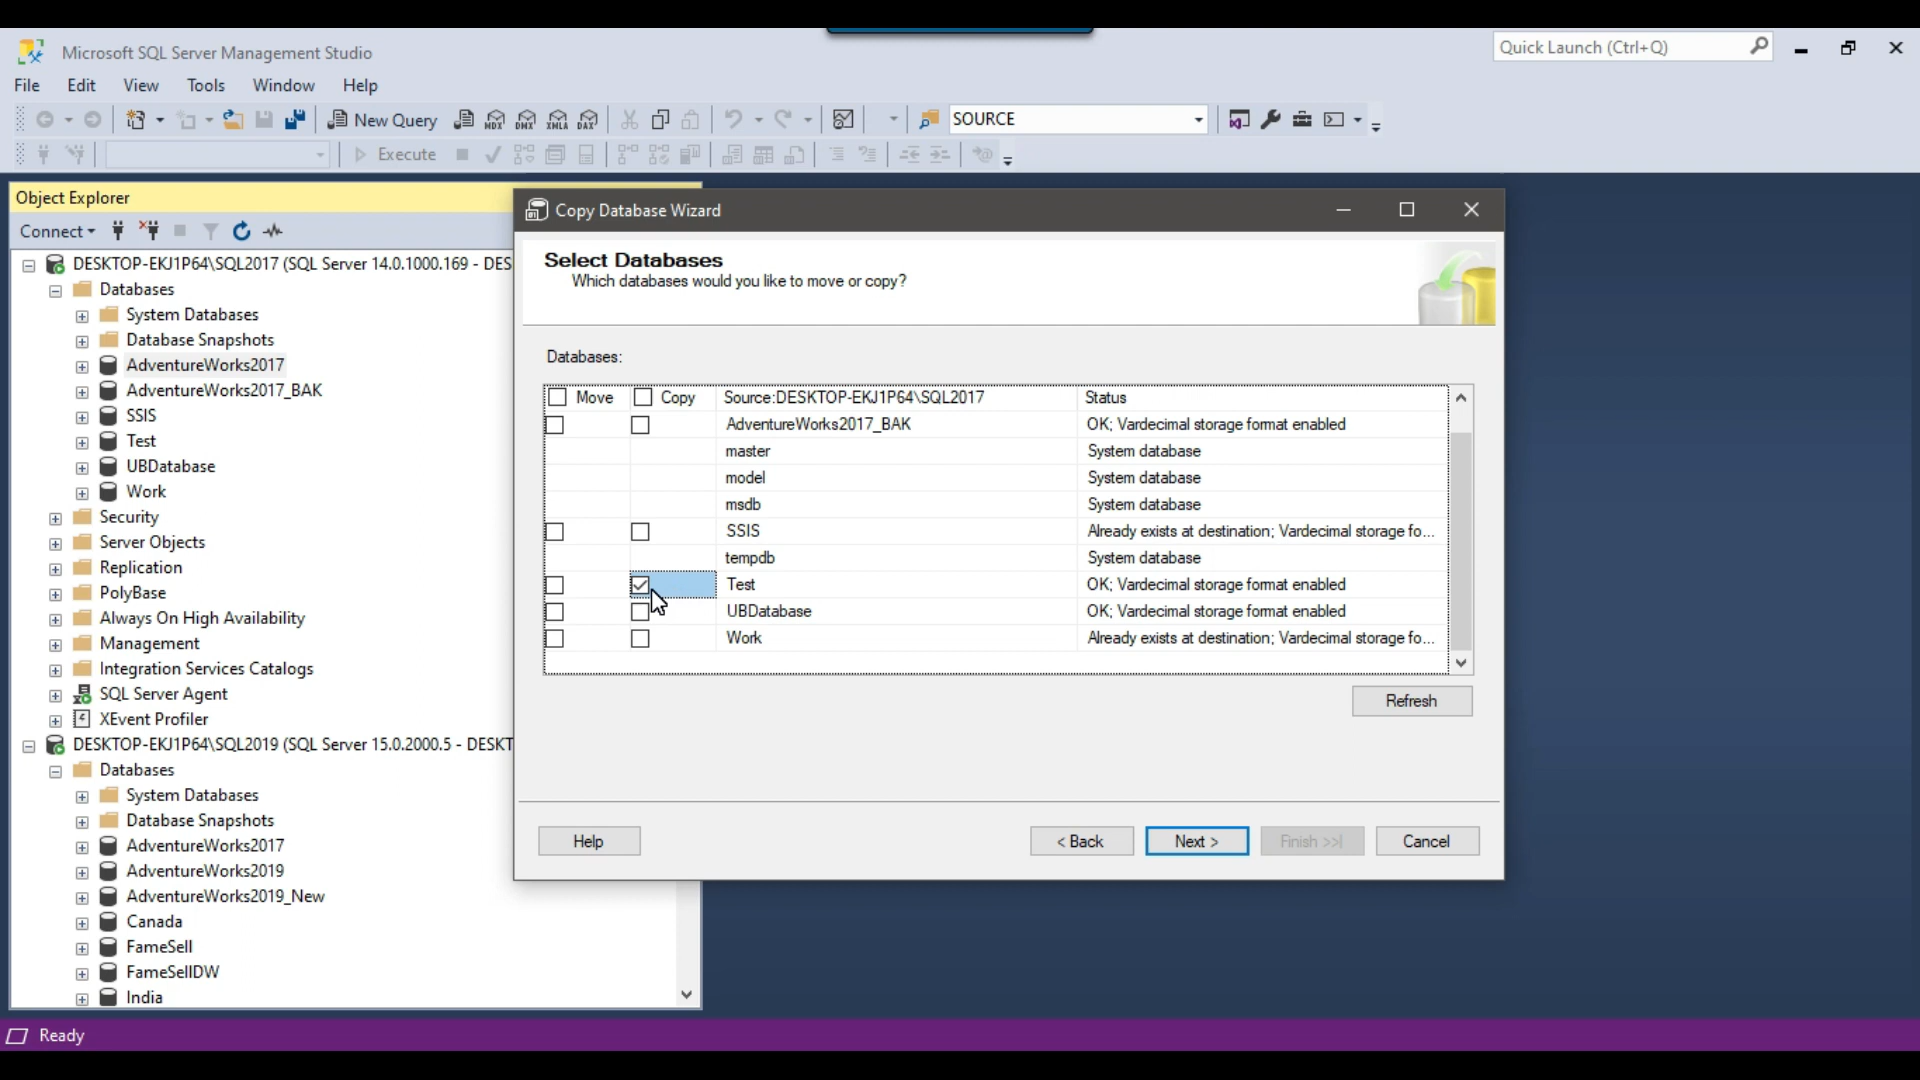 Microsoft SQL Server Management Studio
Quick Launch (Ctrl+Q)
File Edit View Tools Window Help
New Query MDX DMX XMLA DAX SOURCE
Execute
Object Explorer
Connect
DESKTOP-EKJ1P64\SQL2017 (SQL Server 14.0.1000.169 - DES
Databases
System Databases
Database Snapshots
AdventureWorks2017
AdventureWorks2017_BAK
SSIS
Test
UBDatabase
Work
Security
Server Objects
Replication
PolyBase
Always On High Availability
Management
Integration Services Catalogs
SQL Server Agent
XEvent Profiler
DESKTOP-EKJ1P64\SQL2019 (SQL Server 15.0.2000.5 - DESKT
Databases
System Databases
Database Snapshots
AdventureWorks2017
AdventureWorks2019
AdventureWorks2019_New
Canada
FameSell
FameSellDW
India
Copy Database Wizard
Select Databases
Which databases would you like to move or copy?
Databases:
Move Copy Source:DESKTOP-EKJ1P64\SQL2017 Status
AdventureWorks2017_BAK OK; Vardecimal storage format enabled
master System database
model System database
msdb System database
SSIS Already exists at destination; Vardecimal storage fo...
tempdb System database
Test OK; Vardecimal storage format enabled
UBDatabase OK; Vardecimal storage format enabled
Work Already exists at destination; Vardecimal storage fo...
Refresh
Help < Back Next > Finish >>| Cancel
Ready